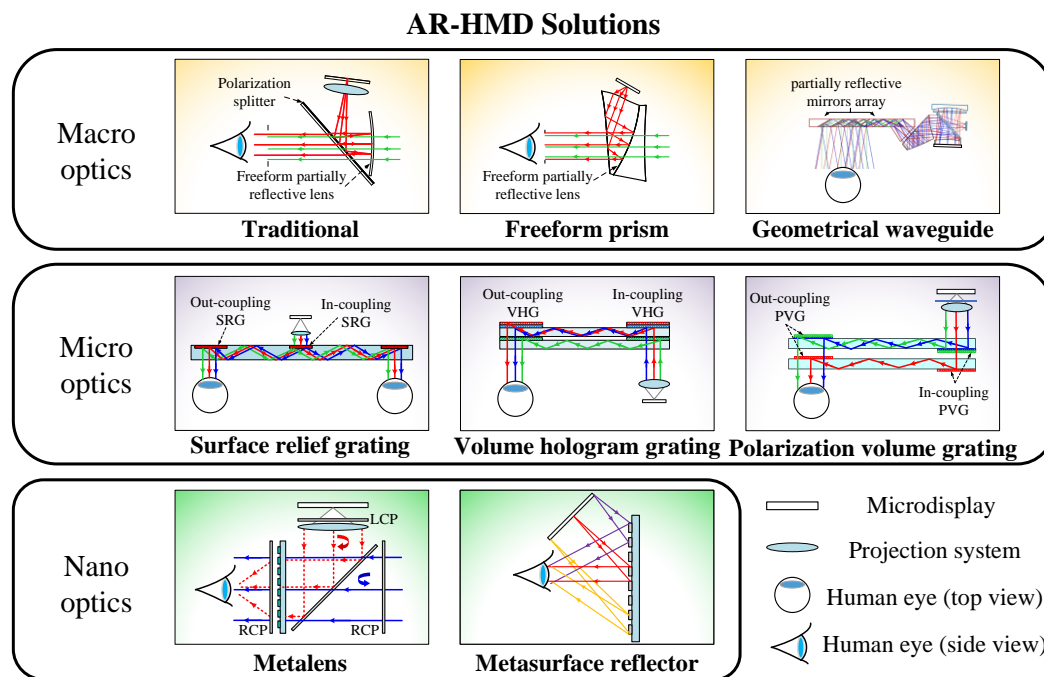 AR-HMD Solutions
Macro
optics
Polarization
splitter
Freeform partially
reflective lens
Traditional
Freeform partially
reflective lens
Freeform prism
partially reflective
mirrors array
Geometrical waveguide
Micro
optics
Out-coupling
SRG
In-coupling
SRG
Surface relief grating
Out-coupling
VHG
In-coupling
VHG
Volume hologram grating
Out-coupling
PVG
In-coupling
PVG
Polarization volume grating
Nano
optics
LCP
RCP
RCP
Metalens
Metasurface reflector
Microdisplay
Projection system
Human eye (top view)
Human eye (side view)